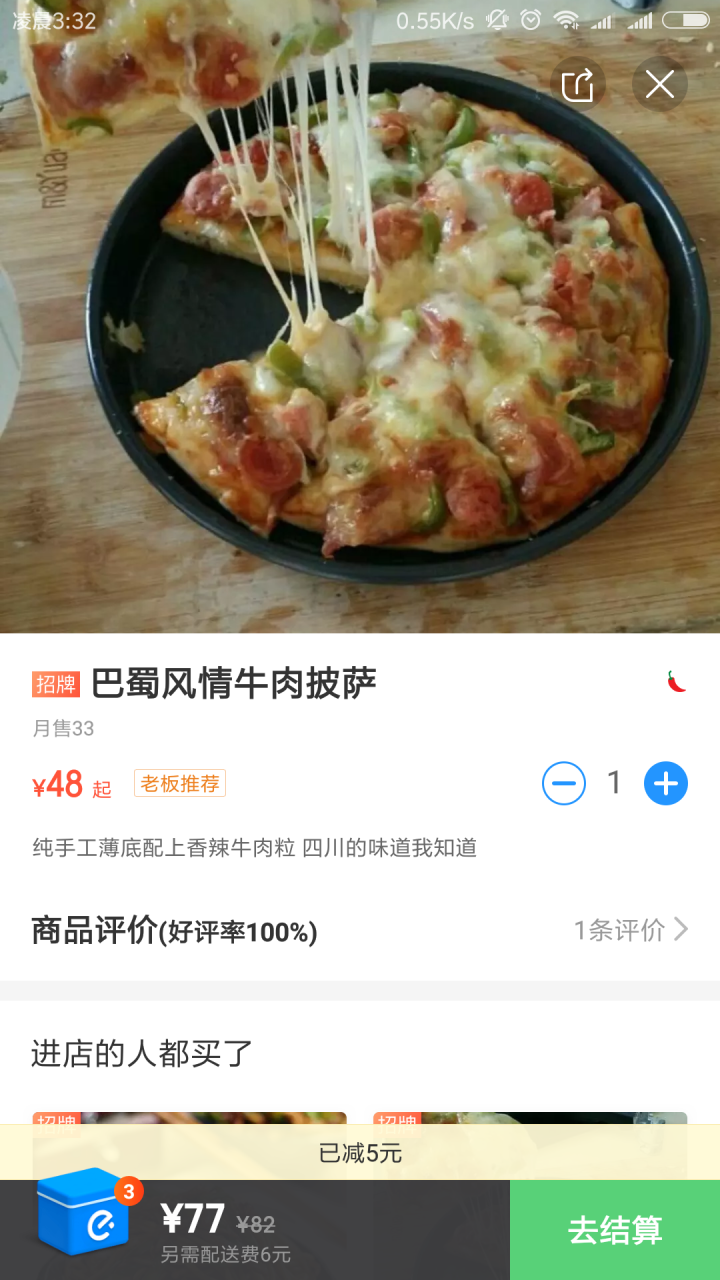 凌晨3:32
0.55K/s
招牌 巴蜀风情牛肉披萨
月售33
¥48 起 老板推荐
1
纯手工薄底配上香辣牛肉粒 四川的味道我知道
商品评价(好评率100%)
1条评价
进店的人都买了
招牌 招牌
已减5元
3
¥77 ¥82
另需配送费6元
去结算